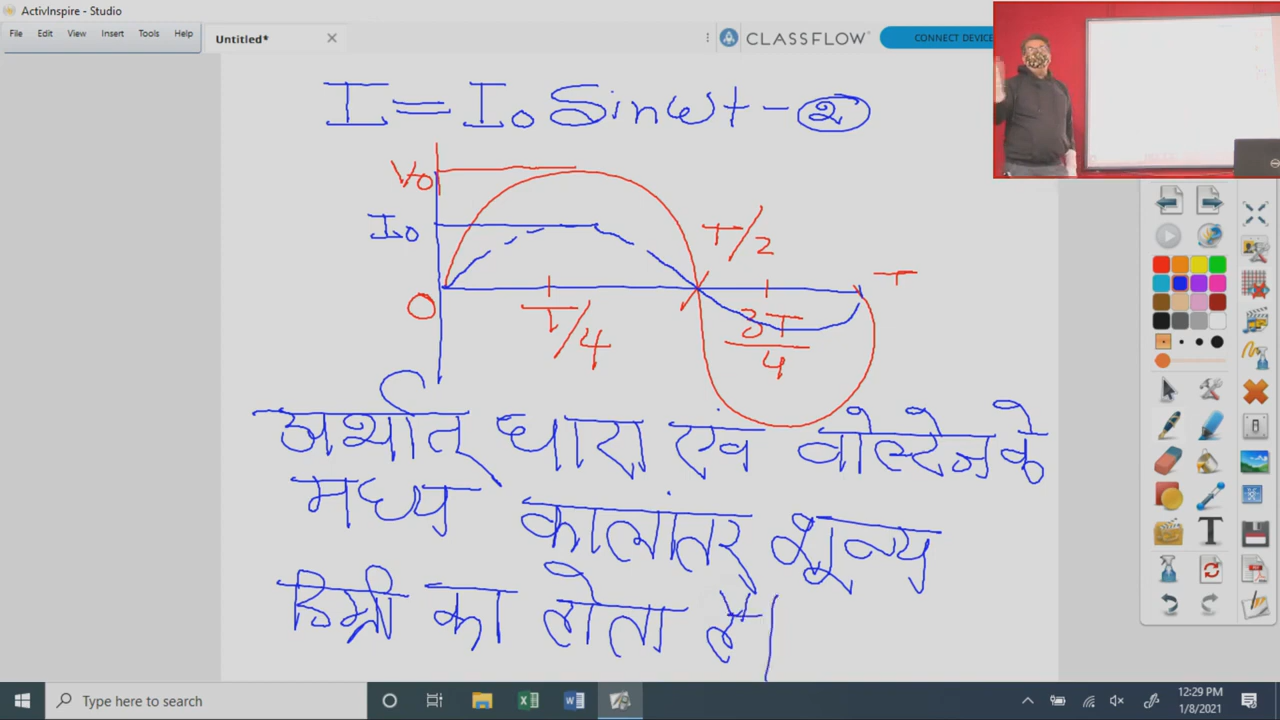 ActivInspire - Studio
File Edit View Insert Tools Help
Untitled*
CLASSFLOW
CONNECT DEVICE
I = I₀ Sinωt - ②
V₀
I₀
T/2
T
O
T/4
3T/4
अर्थात् धारा एंव वोल्टेज के
मध्य कालांतर शून्य
डिग्री का होता है|
Type here to search
12:29 PM
1/8/2021